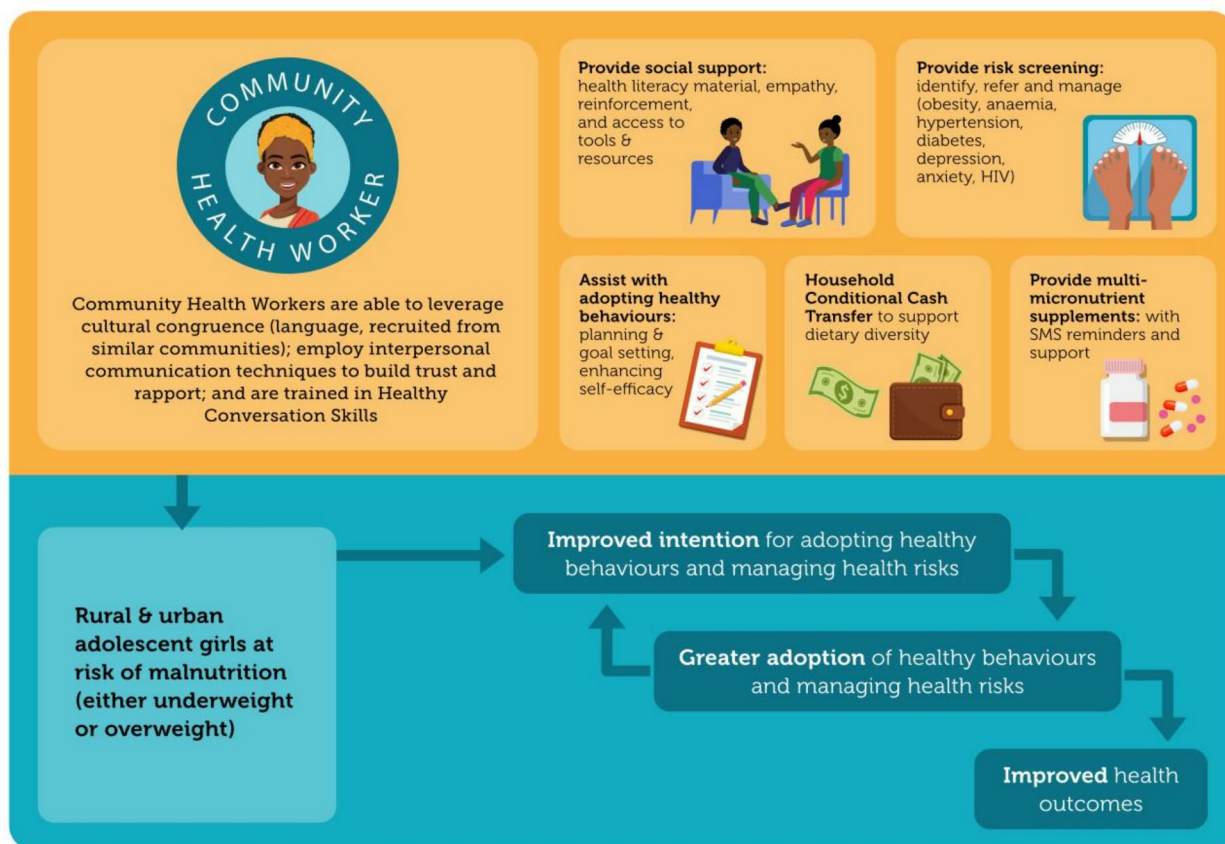 COMMUNITY
HEALTH WORKER
Community Health Workers are able to leverage
cultural congruence (language, recruited from
similar communities); employ interpersonal
communication techniques to build trust and
rapport; and are trained in Healthy
Conversation Skills
Provide social support:
health literacy material, empathy,
reinforcement,
and access to
tools &
resources
Provide risk screening:
identify, refer and manage
(obesity, anaemia,
hypertension,
diabetes,
depression,
anxiety, HIV)
Assist with
adopting healthy
behaviours:
planning &
goal setting,
enhancing
self-efficacy
Household
Conditional Cash
Transfer to support
dietary diversity
Provide multi-
micronutrient
supplements: with
SMS reminders and
support
Rural & urban
adolescent girls at
risk of malnutrition
(either underweight
or overweight)
Improved intention for adopting healthy
behaviours and managing health risks
Greater adoption of healthy behaviours
and managing health risks
Improved health
outcomes